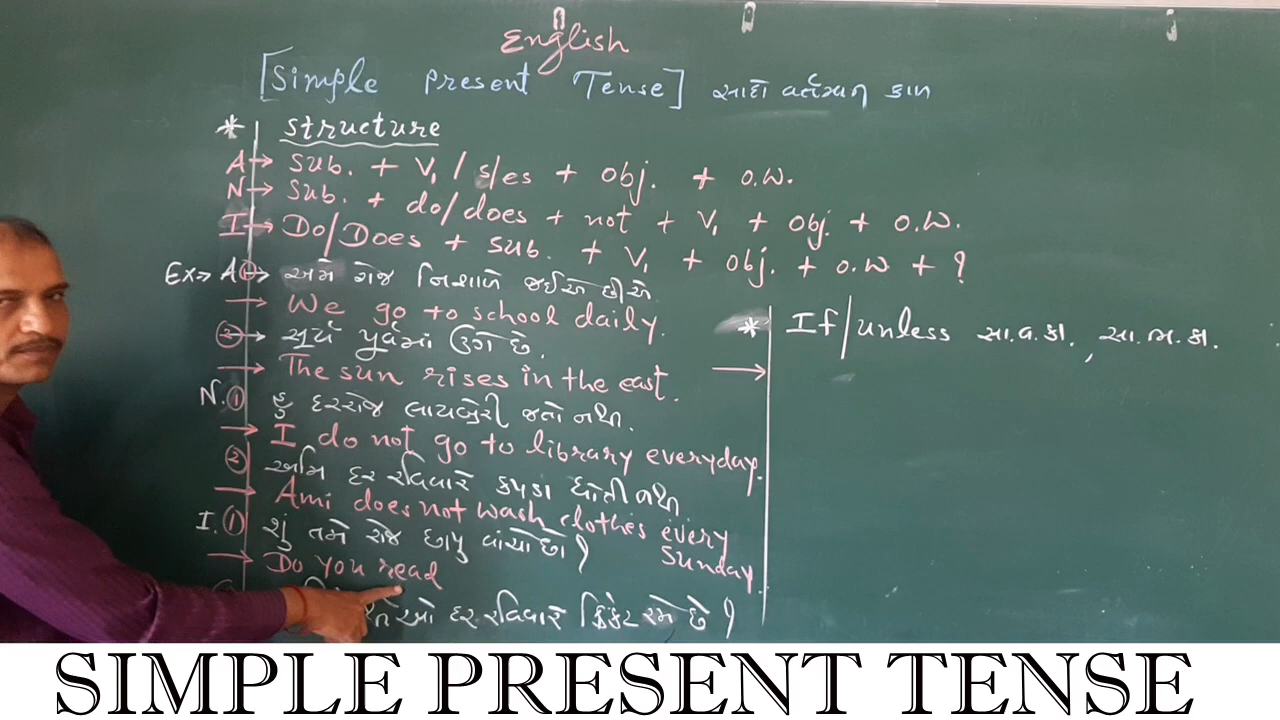 English
[Simple present Tense] સાદો વર્તમાન કાળ
* structure
A → Sub. + V₁ / s/es + obj. + o.w.
N → Sub. + do/does + not + V₁ + obj. + o.w.
I → Do/Does + sub. + V₁ + obj. + o.w + ?
Ex→ A ① → અમે રોજ નિશાળે જઈએ છીએ
→ We go to school daily.
② → સૂર્ય પુર્વમાં ઉગે છે.
→ The sun rises in the east.
N. ① હું દરરોજ લાયબ્રેરી જતો નથી.
→ I do not go to library everyday.
② અમિ દર રવિવારે કપડા ધોતી નથી
→ Ami does not wash clothes every Sunday.
I. ① શું તમે રોજ છાપુ વાંચો છો?
→ Do you read
દર રવિવારે ક્રિકેટ રમે છે ?
* If/unless સા.વ.કા., સા.ભ.કા.
→
SIMPLE PRESENT TENSE